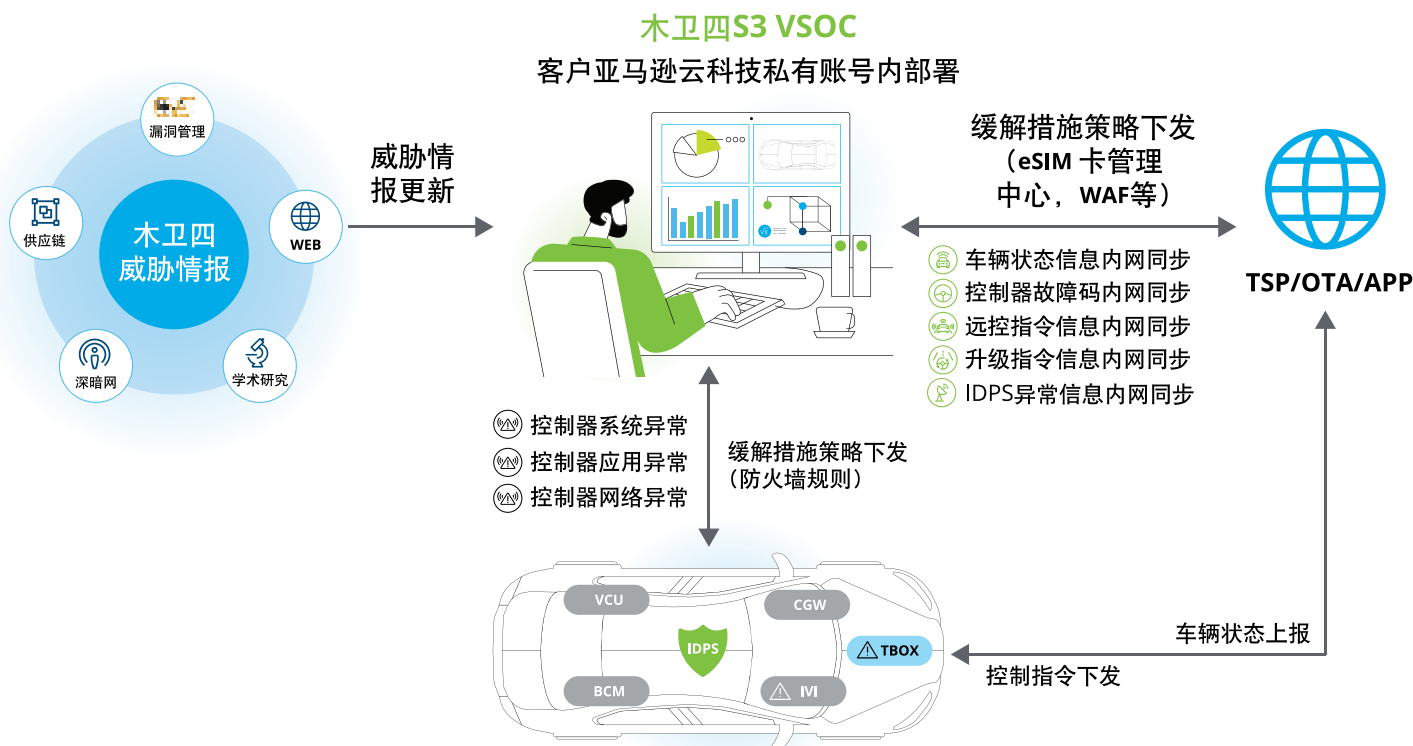 木卫四S3 VSOC
客户亚马逊云科技私有账号内部署
漏洞管理
供应链
WEB
木卫四
威胁情报
深暗网
学术研究
威胁情
报更新
缓解措施策略下发
（eSIM 卡管理
中心，WAF等）
车辆状态信息内网同步
控制器故障码内网同步
远控指令信息内网同步
升级指令信息内网同步
IDPS异常信息内网同步
TSP/OTA/APP
控制器系统异常
控制器应用异常
控制器网络异常
缓解措施策略下发
（防火墙规则）
VCU
CGW
IDPS
TBOX
BCM
IVI
车辆状态上报
控制指令下发